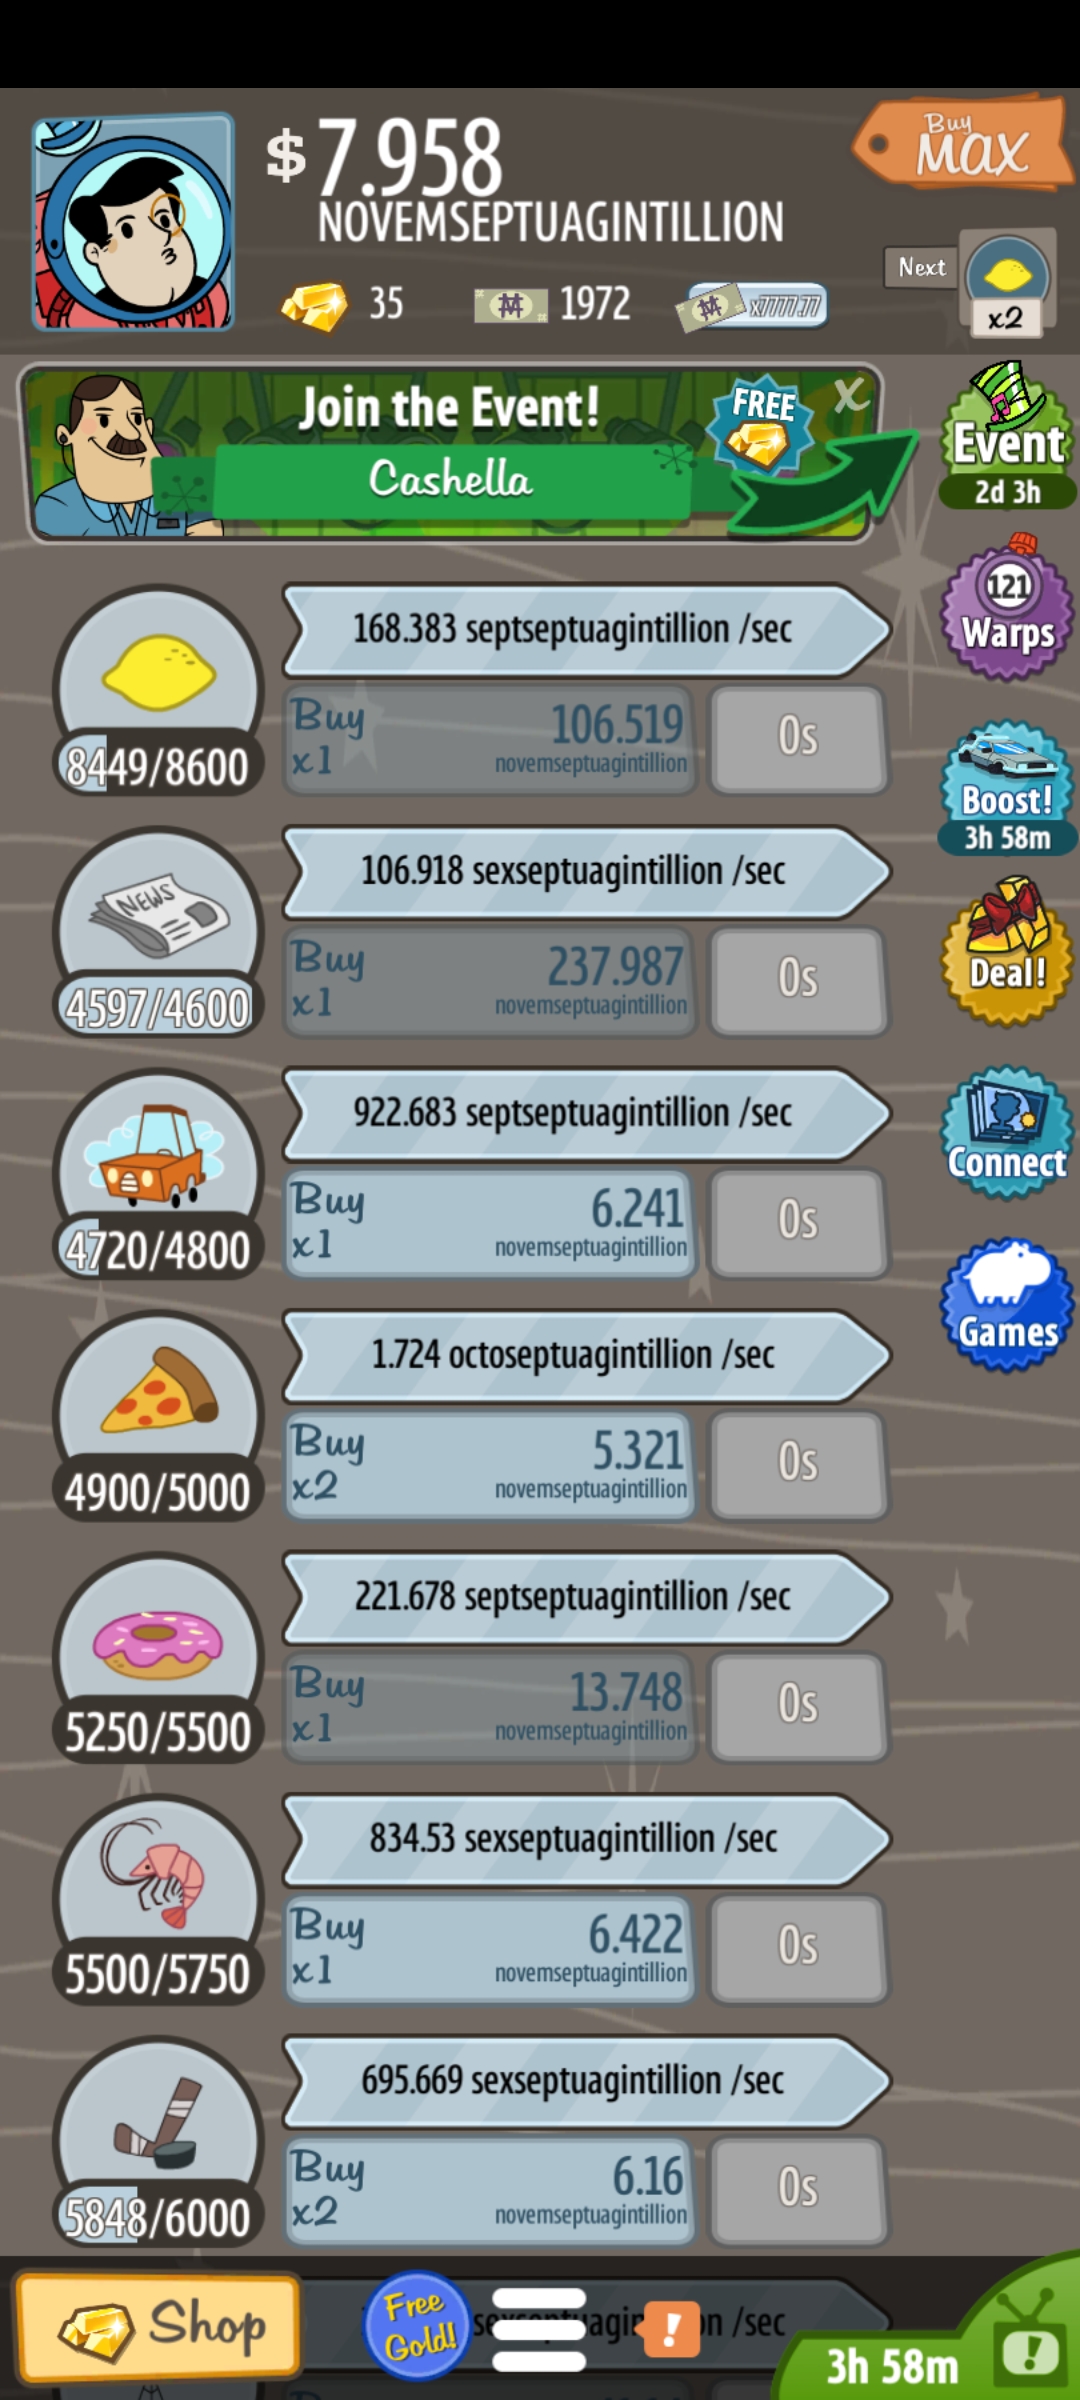 $7.958
NOVEMSEPTUAGINTILLION
Buy
MAX
35
1972
x7777.77
Next
x2
Join the Event!
Cashella
FREE
X
Event
2d 3h
121
Warps
Boost!
3h 58m
Deal!
Connect
Games
168.383 septseptuagintillion /sec
8449/8600
Buy
x1
106.519
novemseptuagintillion
0s
106.918 sexseptuagintillion /sec
NEWS
4597/4600
Buy
x1
237.987
novemseptuagintillion
0s
922.683 septseptuagintillion /sec
4720/4800
Buy
x1
6.241
novemseptuagintillion
0s
1.724 octoseptuagintillion /sec
4900/5000
Buy
x2
5.321
novemseptuagintillion
0s
221.678 septseptuagintillion /sec
5250/5500
Buy
x1
13.748
novemseptuagintillion
0s
834.53 sexseptuagintillion /sec
5500/5750
Buy
x1
6.422
novemseptuagintillion
0s
695.669 sexseptuagintillion /sec
5848/6000
Buy
x2
6.16
novemseptuagintillion
0s
Shop
Free
Gold!
/sec
!
3h 58m
!